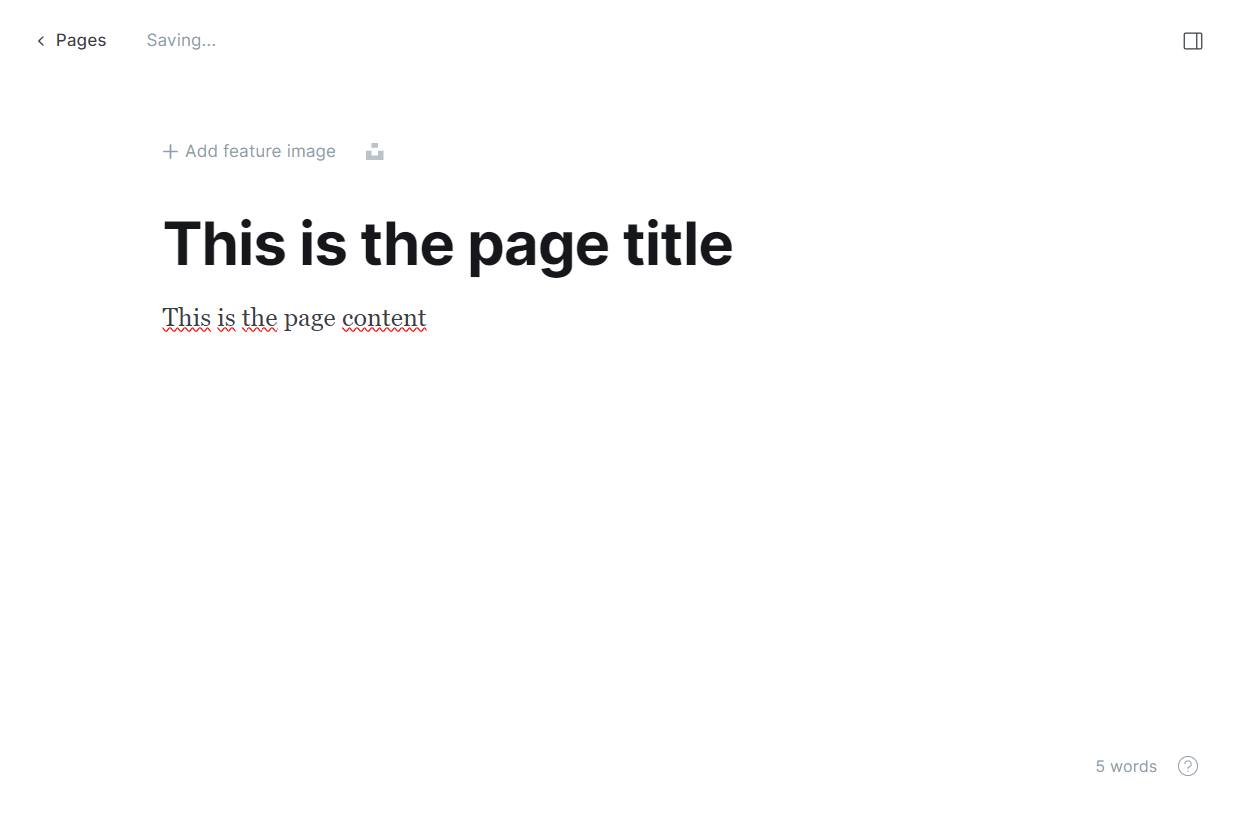 Pages
Saving...
Add feature image
This is the page title
This is the page content
5 words
?